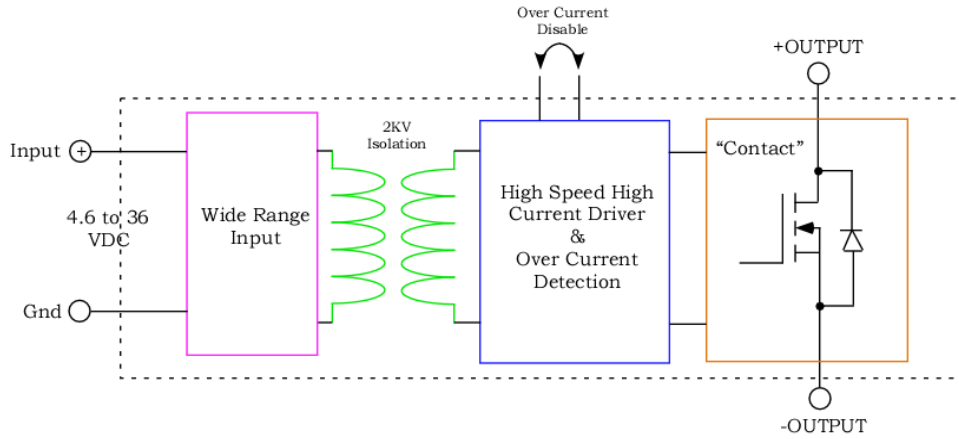 Over Current
Disable
+OUTPUT
2KV
Isolation
"Contact"
Input +
4.6 to 36
VDC
Wide Range
Input
High Speed High
Current Driver
&
Over Current
Detection
Gnd
-OUTPUT